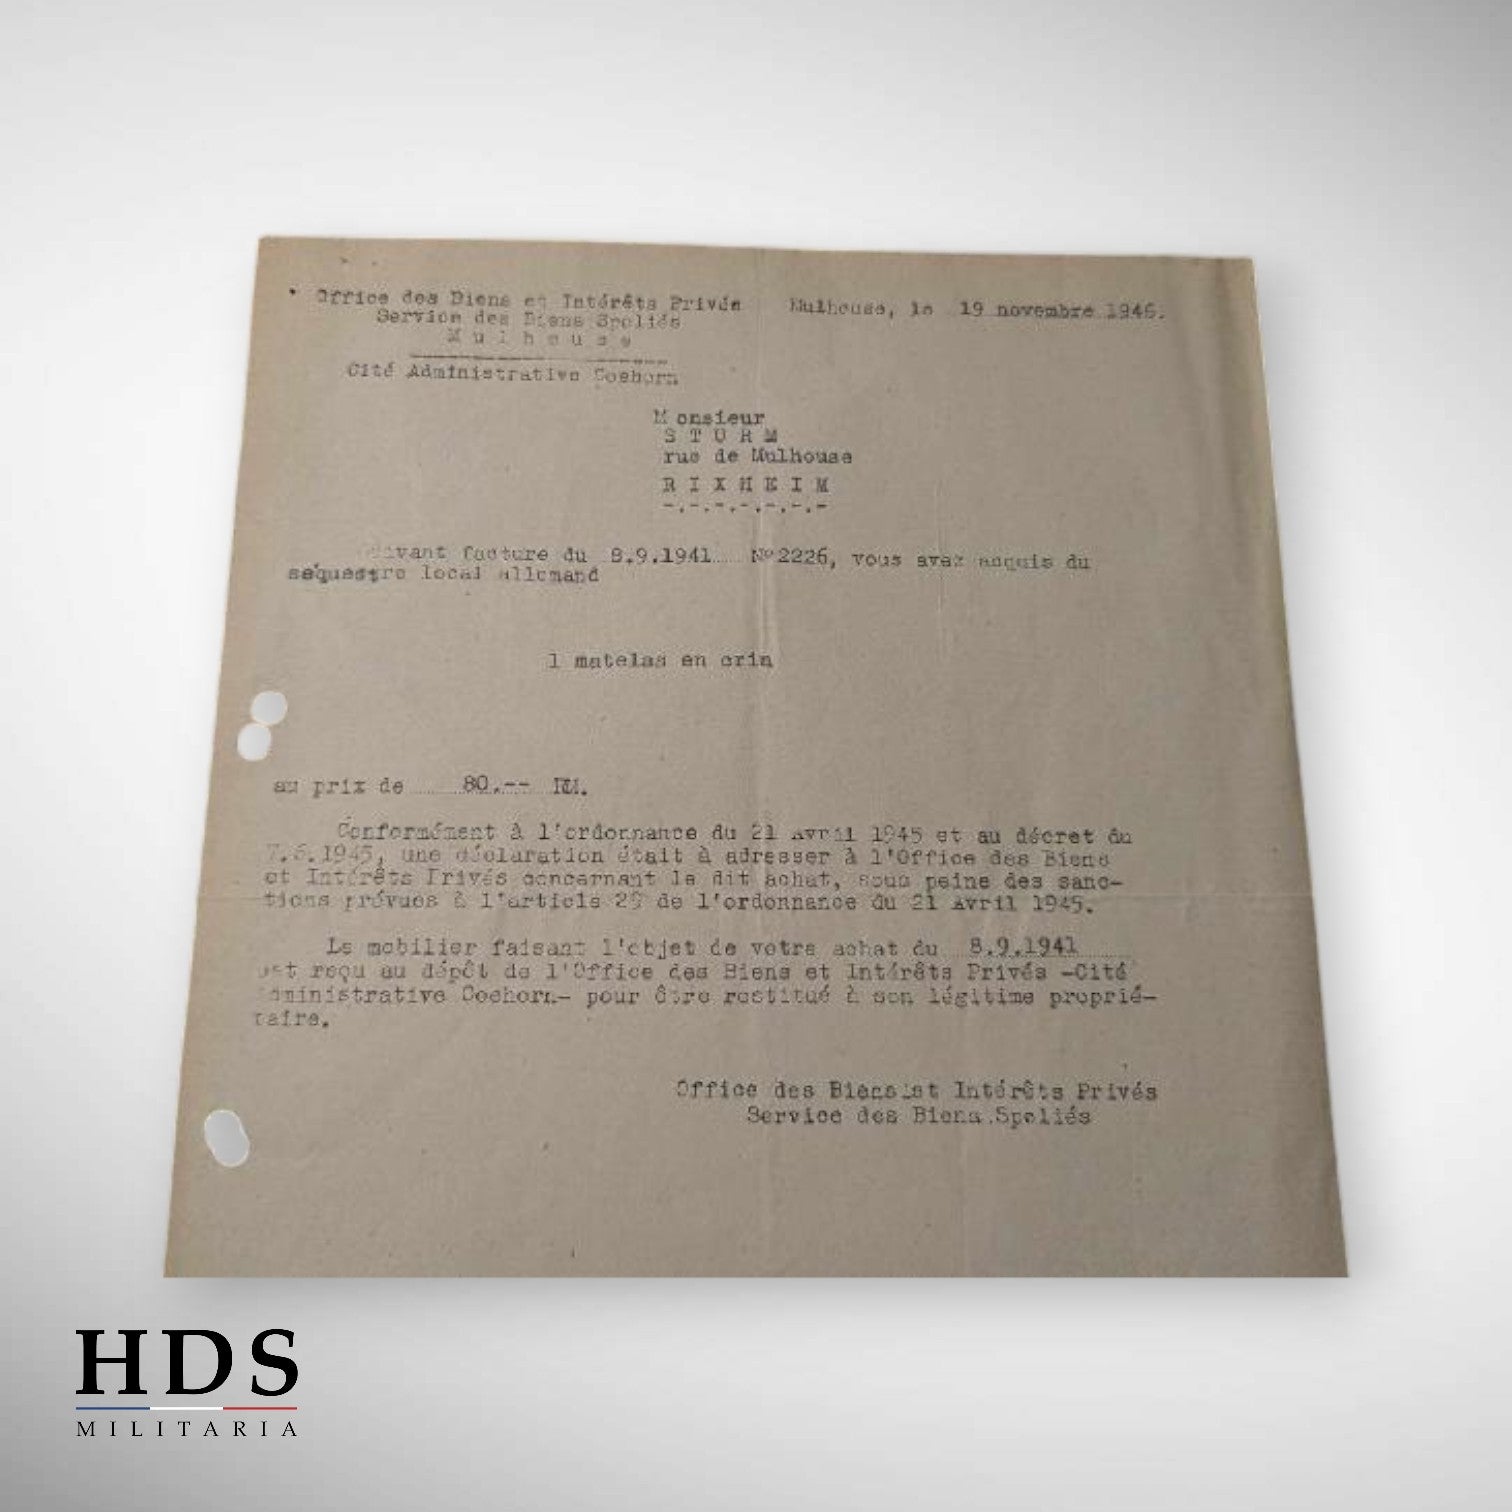 Office des Biens et Intérêts Privés Mulhouse, le 19 novembre 1946.
Service des Biens Spoliés
M u l h o u s e
Cité Administrative Coehorn
M onsieur
S T U R M
rue de Mulhouse
R I X H E I M
-.-.-.-.-.-.-
Suivant facture du 8.9.1941 N°2226, vous avez acquis du
séquestre local allemand
1 matelas en crin
au prix de 80.-- RM.
Conformément à l'ordonnance du 21 Avril 1945 et au décret du
7.6.1945, une déclaration était à adresser à l'Office des Biens
et Intérêts Privés concernant le dit achat, sous peine des sanc-
tions prévues à l'article 29 de l'ordonnance du 21 Avril 1945.
Le mobilier faisant l'objet de votre achat du 8.9.1941
est reçu au dépôt de l'Office des Biens et Intérêts Privés -Cité
Administrative Coehorn- pour être restitué à son légitime proprié-
taire.
Office des Biens et Intérêts Privés
Service des Biens Spoliés
HDS
MILITARIA